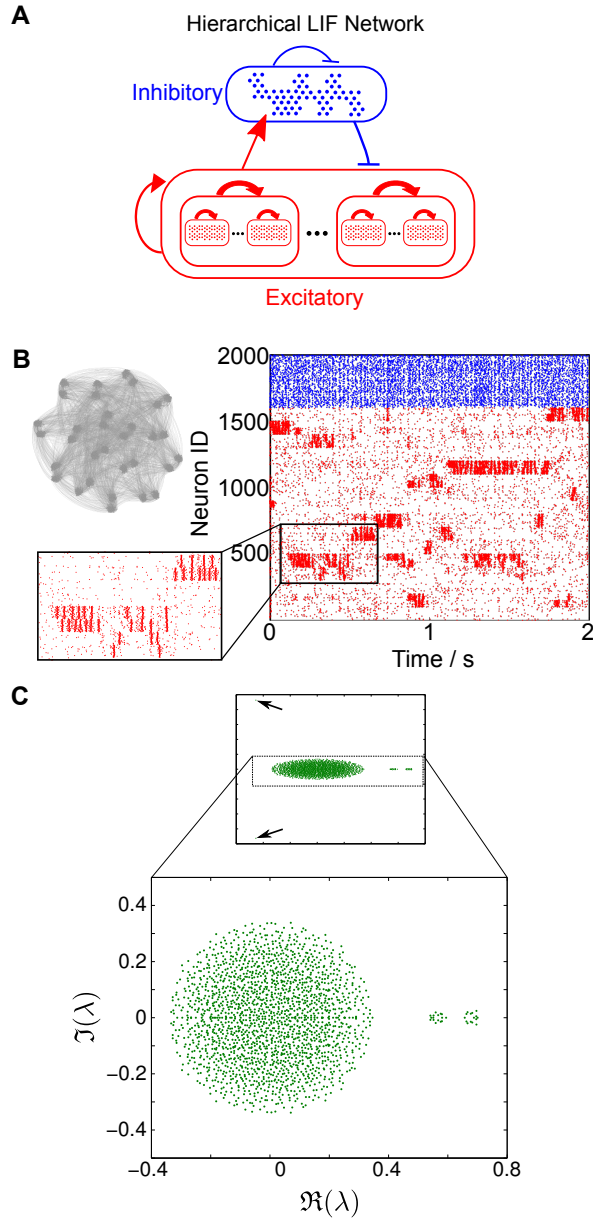 A
Hierarchical LIF Network
Inhibitory
Excitatory
B
2000
1500
1000
500
Neuron ID
0
1
2
Time / s
C
0.4
0.2
0
−0.2
−0.4
ℑ(λ)
−0.4
0
0.4
0.8
ℜ(λ)